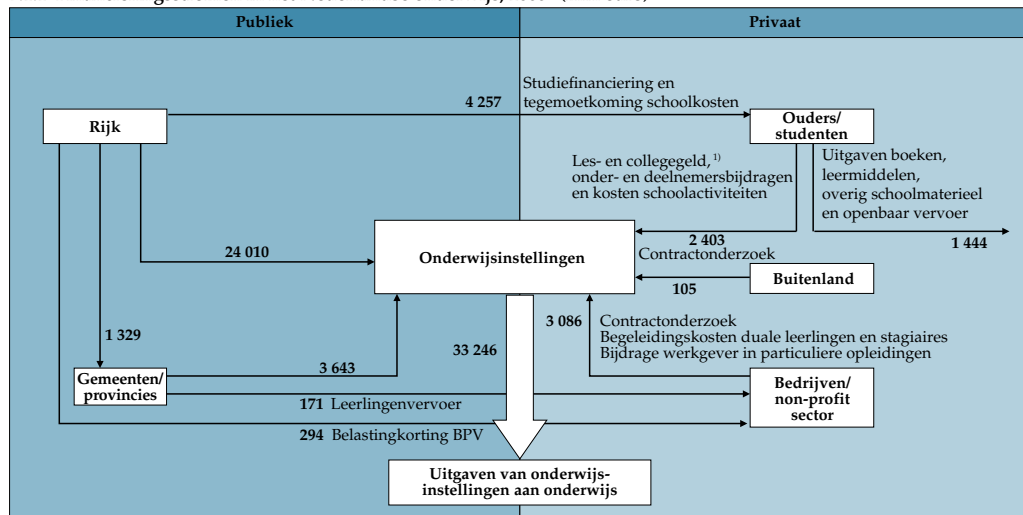 Publiek
Privaat
Studiefinanciering en
4 257
tegemoetkoming schoolkosten
Rijk
Ouders/
studenten
Les- en collegegeld, 1)
onder- en deelnemersbijdragen
en kosten schoolactiviteiten
Uitgaven boeken,
leermiddelen,
overig schoolmaterieel
en openbaar vervoer
2 403
1 444
24 010
Onderwijsinstellingen
Contractonderzoek
105
Buitenland
1 329
3 086
Contractonderzoek
Begeleidingskosten duale leerlingen en stagiaires
Bijdrage werkgever in particuliere opleidingen
33 246
3 643
Gemeenten/
provincies
Bedrijven/
non-profit
sector
171 Leerlingenvervoer
294 Belastingkorting BPV
Uitgaven van onderwijs-
instellingen aan onderwijs